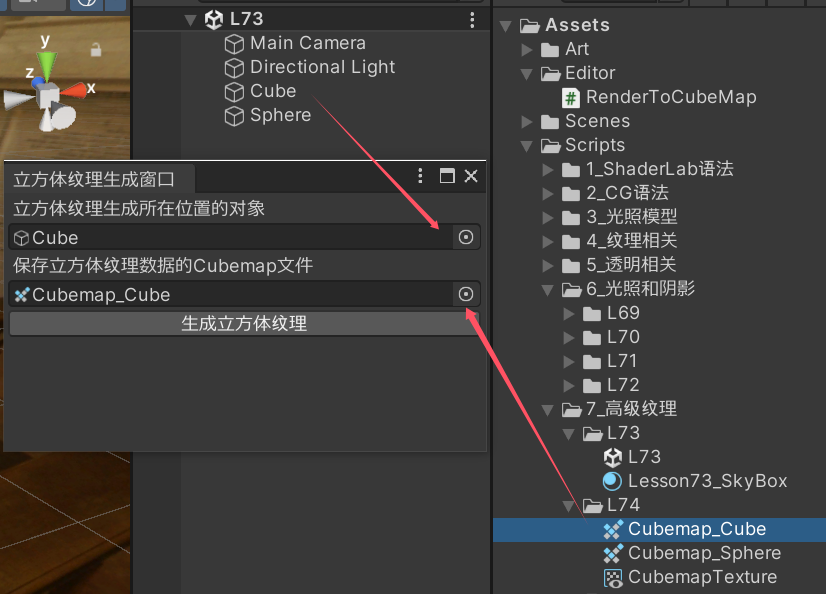 y
z
x
L73
Main Camera
Directional Light
Cube
Sphere
立方体纹理生成窗口
立方体纹理生成所在位置的对象
Cube
保存立方体纹理数据的Cubemap文件
Cubemap_Cube
生成立方体纹理
Assets
Art
Editor
#
RenderToCubeMap
Scenes
Scripts
1_ShaderLab语法
2_CG语法
3_光照模型
4_纹理相关
5_透明相关
6_光照和阴影
L69
L70
L71
L72
7_高级纹理
L73
L73
Lesson73_SkyBox
L74
Cubemap_Cube
Cubemap_Sphere
CubemapTexture